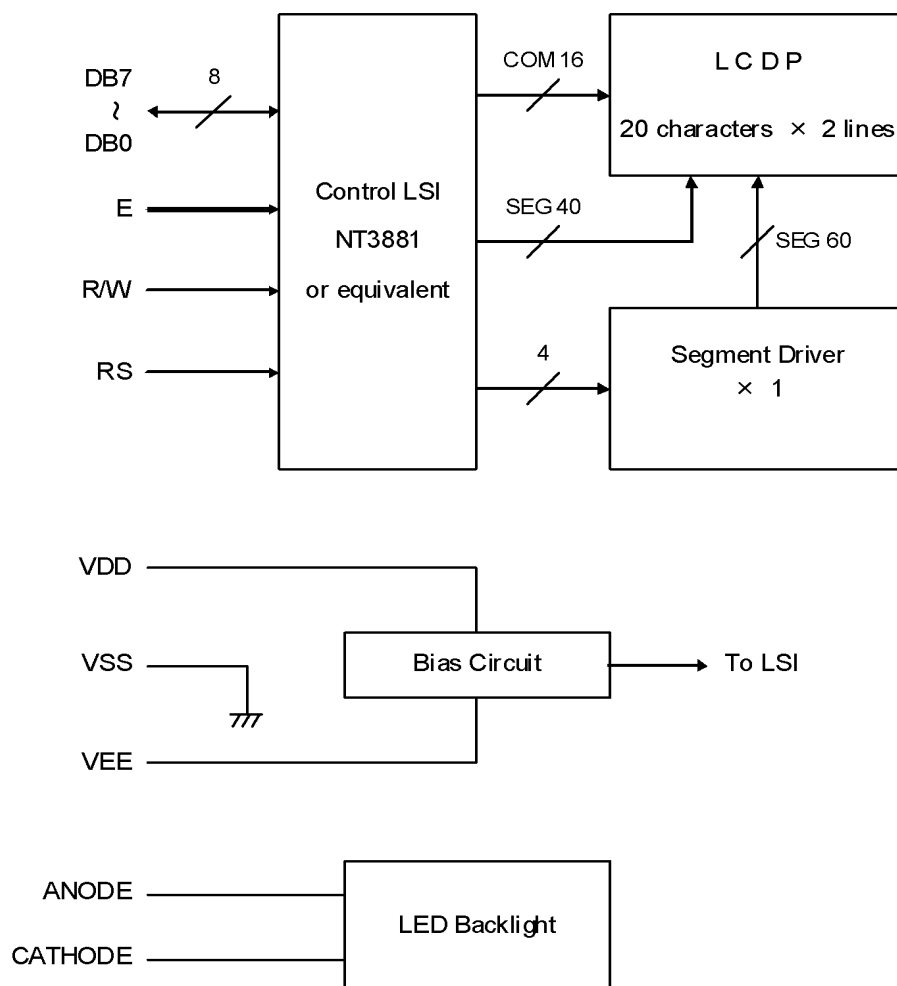 DB7
~
DB0
8
E
R/W
RS
Control LSI
NT3881
or equivalent
COM 16
SEG 40
4
L C D P
20 characters × 2 lines
SEG 60
Segment Driver
× 1
VDD
VSS
VEE
Bias Circuit
To LSI
ANODE
CATHODE
LED Backlight